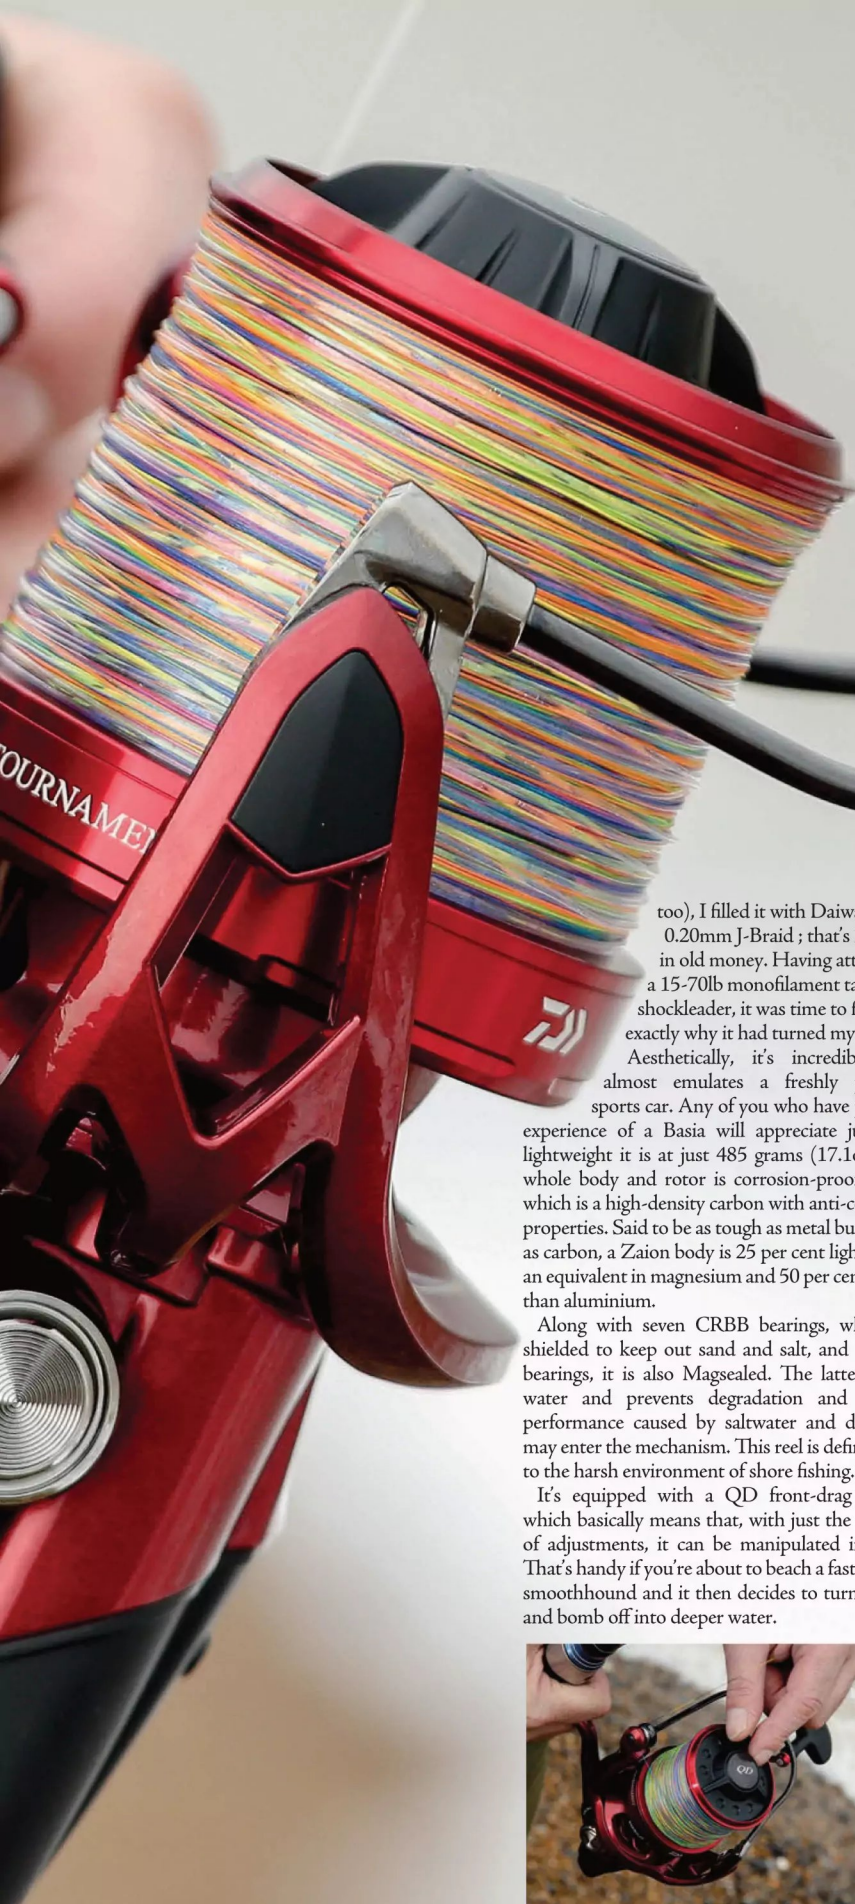 TOURNAMEN
too), I filled it with Daiw
0.20mm J-Braid ; that's
in old money. Having att
a 15-70lb monofilament ta
shockleader, it was time to f
exactly why it had turned my
Aesthetically, it's incredib
almost emulates a freshly
sports car. Any of you who have
experience of a Basia will appreciate ju
lightweight it is at just 485 grams (17.1
whole body and rotor is corrosion-proo
which is a high-density carbon with anti-c
properties. Said to be as tough as metal bu
as carbon, a Zaion body is 25 per cent ligh
an equivalent in magnesium and 50 per cen
than aluminium.
Along with seven CRBB bearings, wh
shielded to keep out sand and salt, and
bearings, it is also Magsealed. The latte
water and prevents degradation and
performance caused by saltwater and d
may enter the mechanism. This reel is defin
to the harsh environment of shore fishing.
It's equipped with a QD front-drag
which basically means that, with just the
of adjustments, it can be manipulated i
That's handy if you're about to beach a fast
smoothhound and it then decides to turn
and bomb off into deeper water.
QD